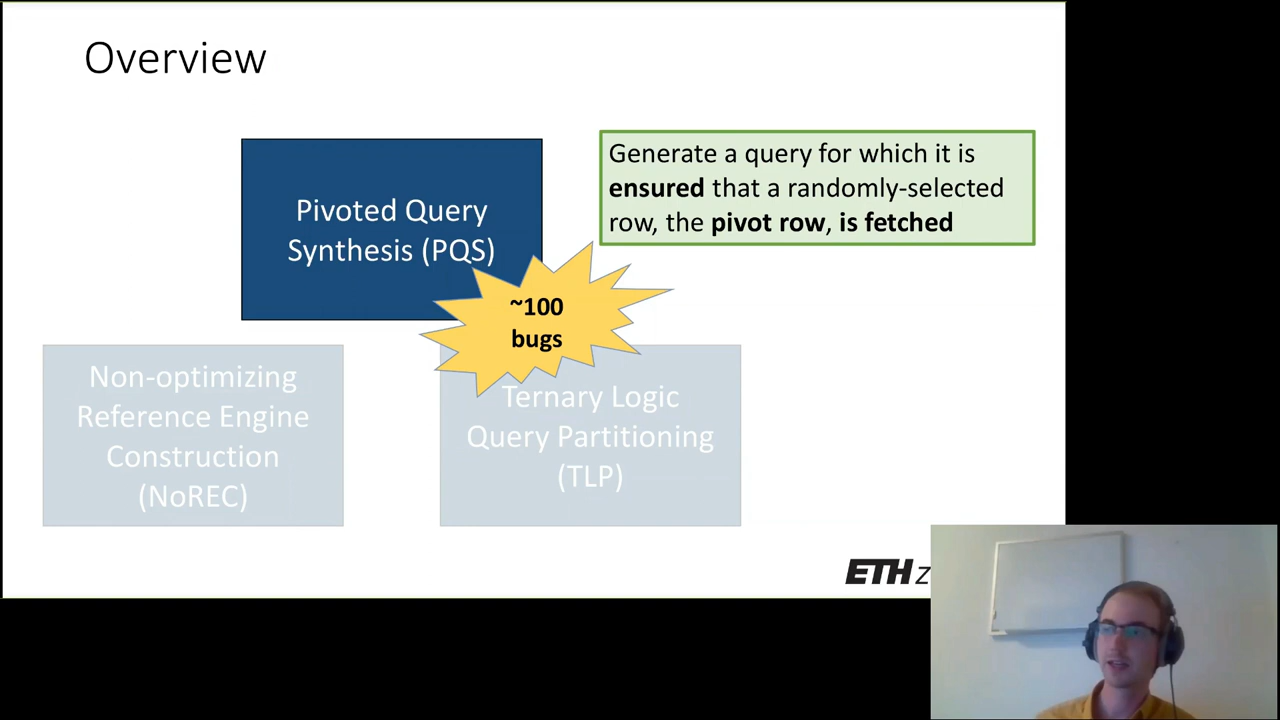 Overview
Pivoted Query
Synthesis (PQS)
Generate a query for which it is
ensured that a randomly-selected
row, the pivot row, is fetched
~100
bugs
Non-optimizing
Reference Engine
Construction
(NoREC)
Ternary Logic
Query Partitioning
(TLP)
ETH z